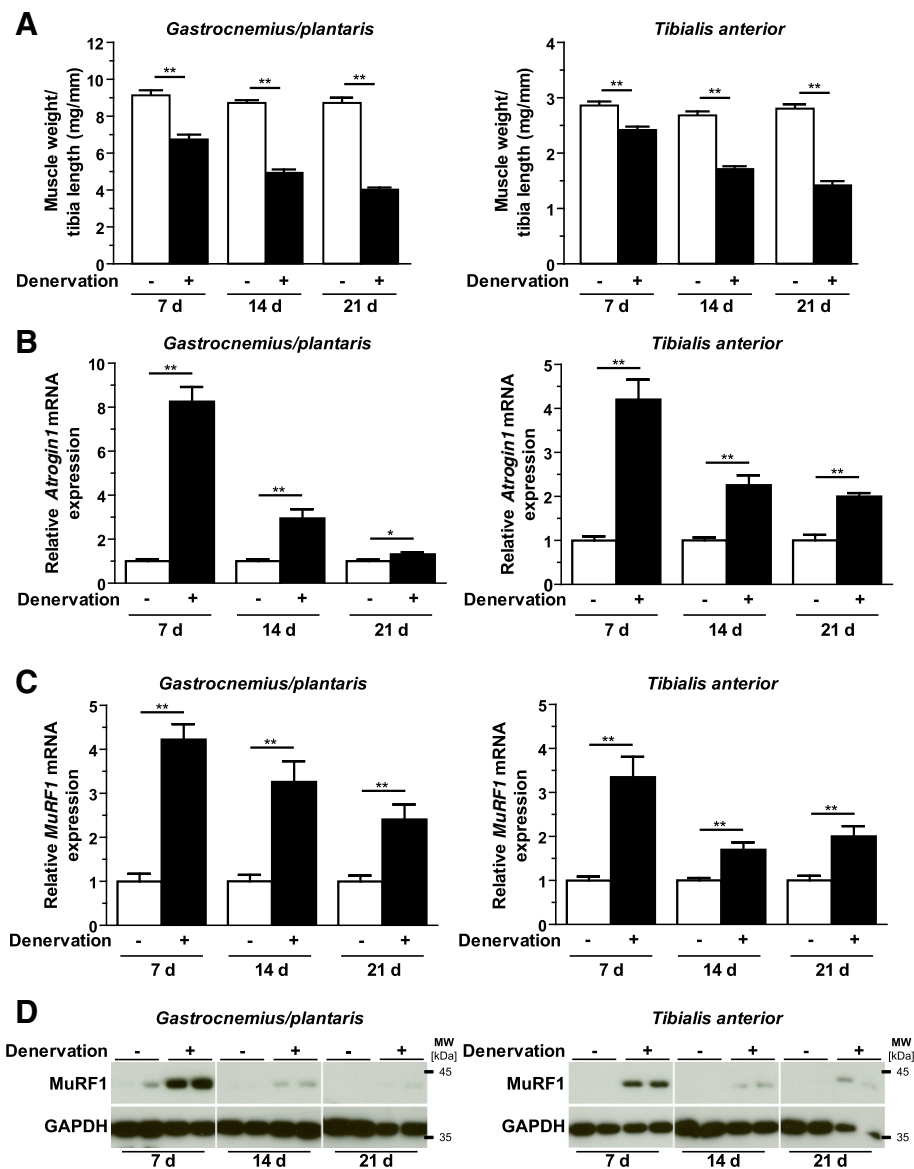 A
Gastrocnemius/plantaris
Tibialis anterior
Muscle weight/
tibia length (mg/mm)
12
10
8
6
4
2
0
** ** **
Denervation - + - + - +
7 d 14 d 21 d
Muscle weight/
tibia length (mg/mm)
4
3
2
1
0
** ** **
Denervation - + - + - +
7 d 14 d 21 d
B
Gastrocnemius/plantaris
Tibialis anterior
Relative Atrogin1 mRNA
expression
10
8
6
4
2
0
** ** *
Denervation - + - + - +
7 d 14 d 21 d
Relative Atrogin1 mRNA
expression
5
4
3
2
1
0
** ** **
Denervation - + - + - +
7 d 14 d 21 d
C
Gastrocnemius/plantaris
Tibialis anterior
Relative MuRF1 mRNA
expression
5
4
3
2
1
0
** ** **
Denervation - + - + - +
7 d 14 d 21 d
Relative MuRF1 mRNA
expression
5
4
3
2
1
0
** ** **
Denervation - + - + - +
7 d 14 d 21 d
D
Gastrocnemius/plantaris
Denervation - + - + - +
MW
[kDa]
MuRF1 45
GAPDH 35
7 d 14 d 21 d
Tibialis anterior
Denervation - + - + - +
MW
[kDa]
MuRF1 45
GAPDH 35
7 d 14 d 21 d